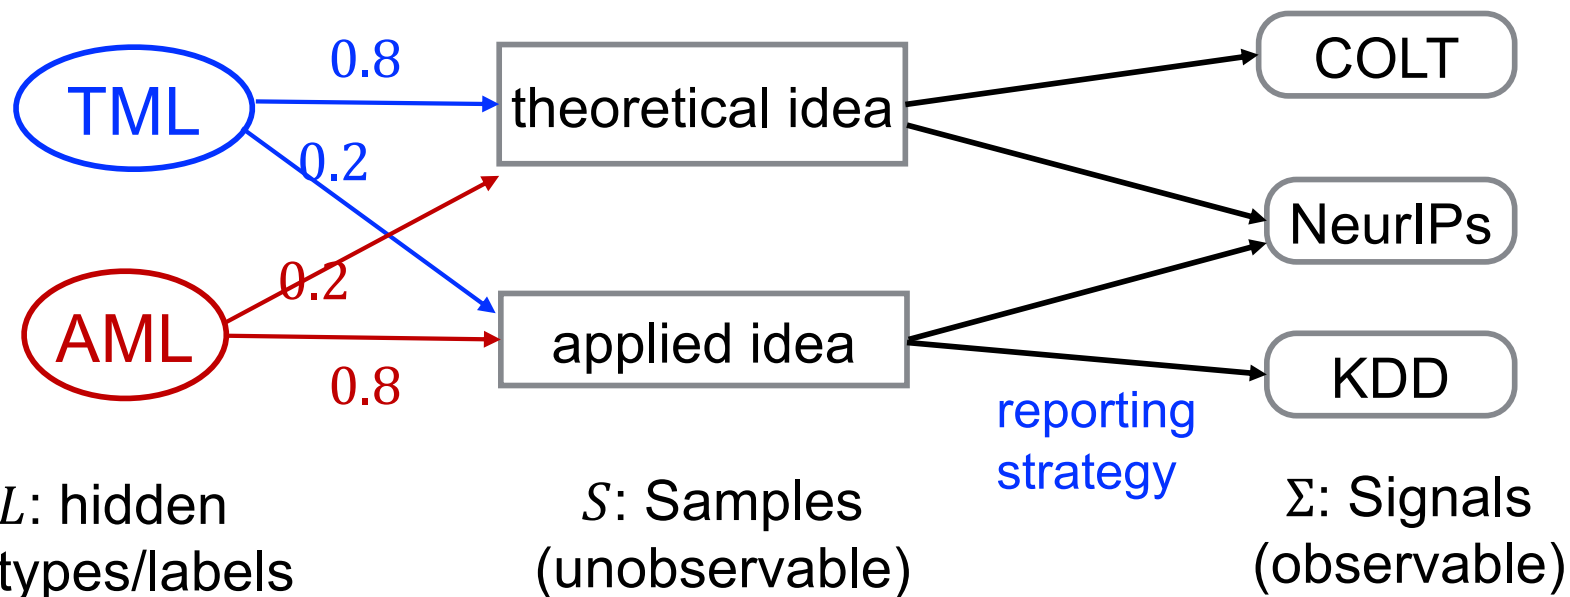 TML
0.8
theoretical idea
COLT
0.2
NeurIPs
0.2
AML
applied idea
KDD
0.8
reporting
strategy
L: hidden
types/labels
S: Samples
(unobservable)
Σ: Signals
(observable)